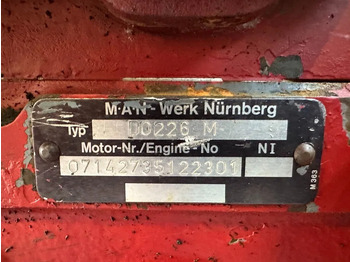 M·A·N - Werk Nürnberg
Typ D0226 M
Motor-Nr./Engine-No NI
07142735122301
M 363